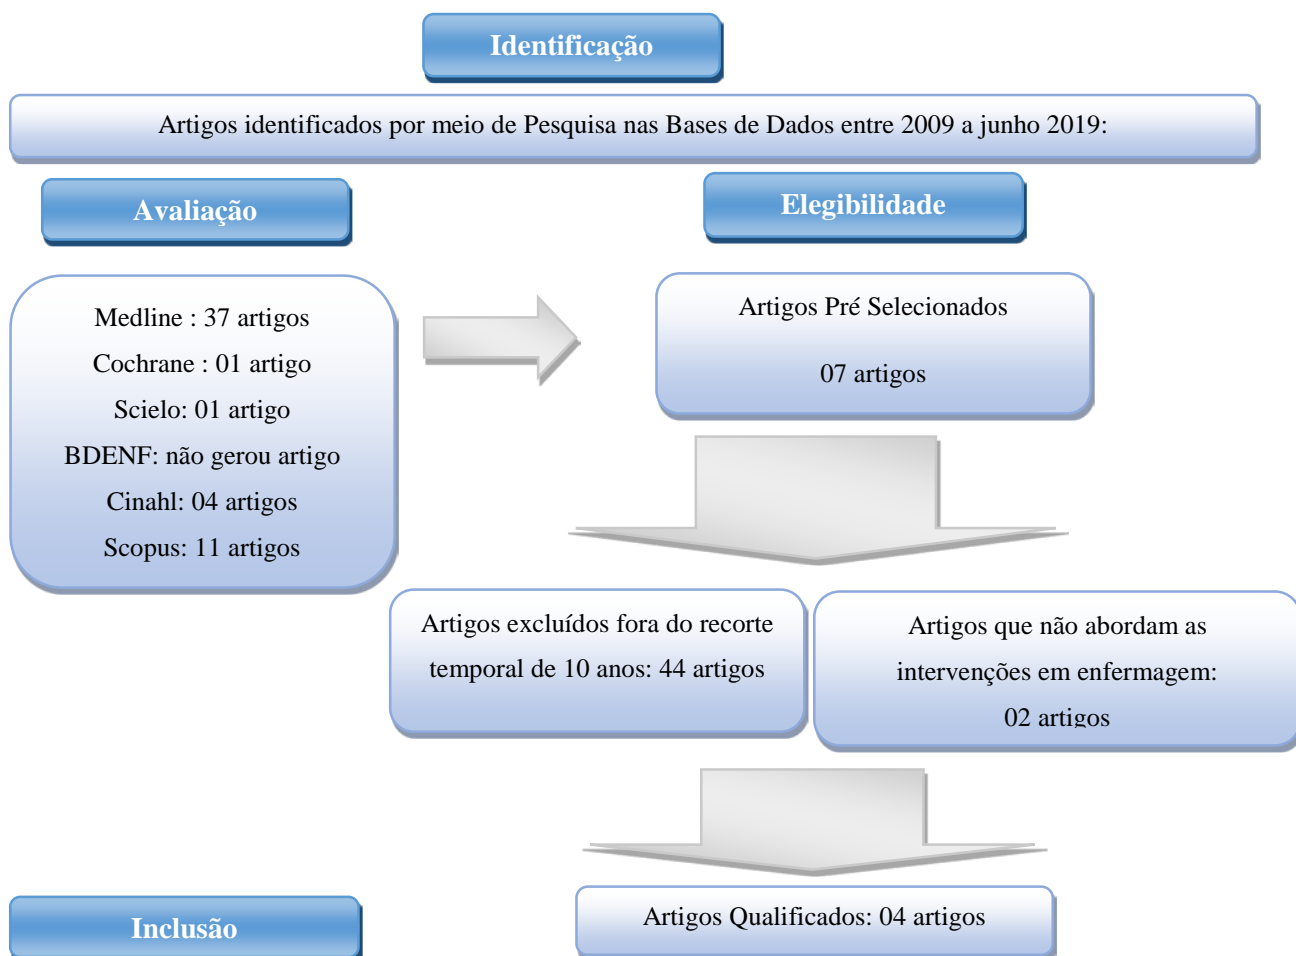 Identificação
Artigos identificados por meio de Pesquisa nas Bases de Dados entre 2009 a junho 2019:
Avaliação
Elegibilidade
Medline : 37 artigos
Cochrane : 01 artigo
Scielo: 01 artigo
BDENF: não gerou artigo
Cinahl: 04 artigos
Scopus: 11 artigos
Artigos Pré Selecionados
07 artigos
Artigos excluídos fora do recorte
temporal de 10 anos: 44 artigos
Artigos que não abordam as
intervenções em enfermagem:
02 artigos
Inclusão
Artigos Qualificados: 04 artigos